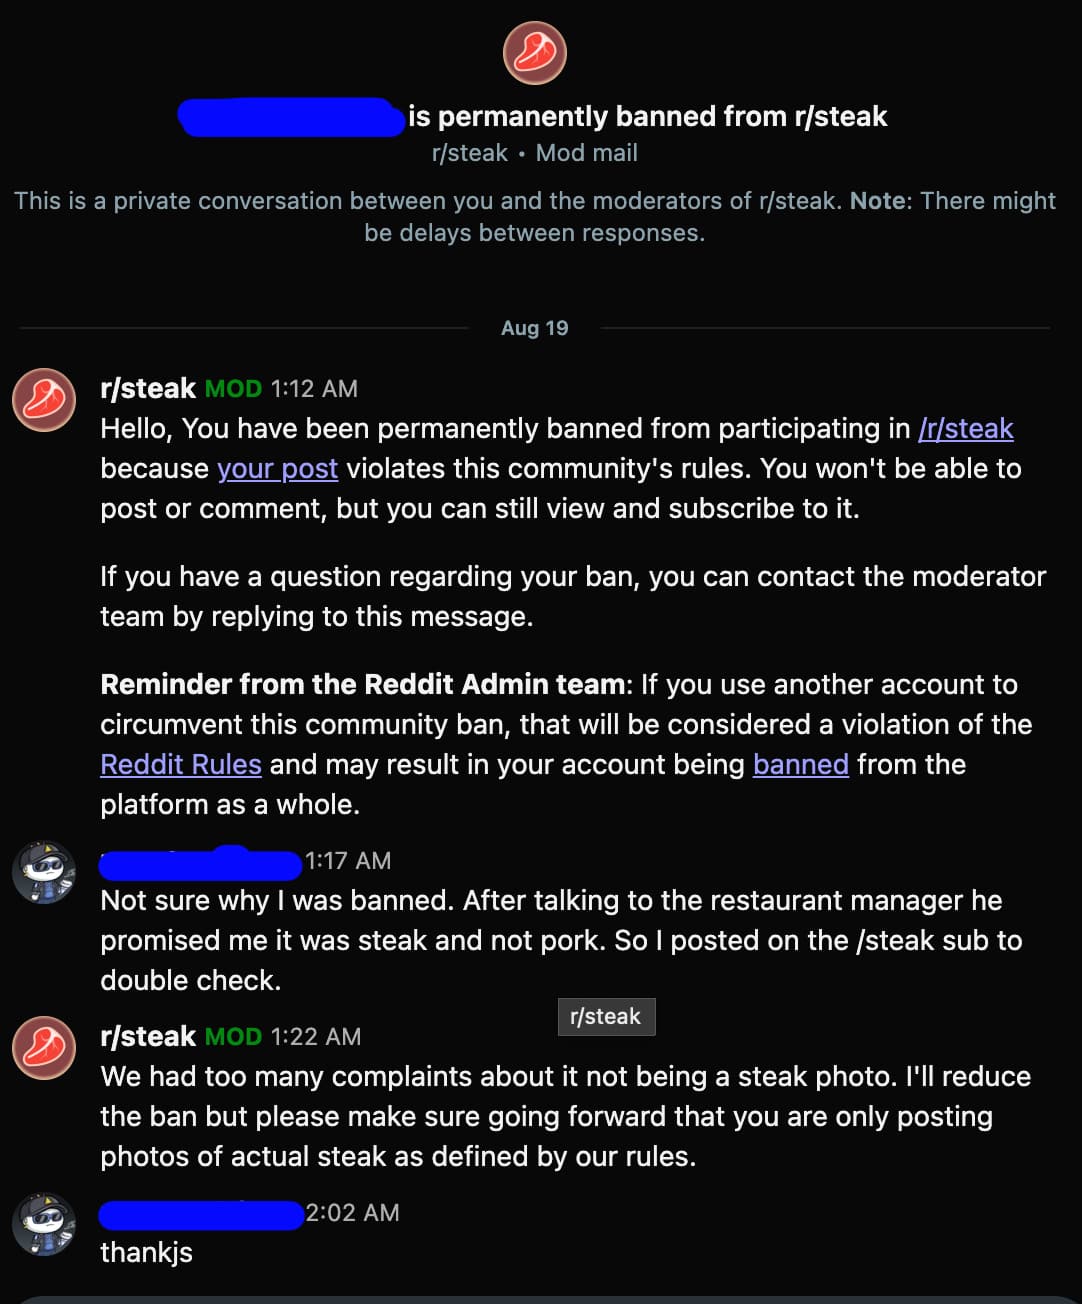 is permanently banned from r/steak
r/steak • Mod mail
This is a private conversation between you and the moderators of r/steak. Note: There might
be delays between responses.
Aug 19
r/steak MOD 1:12 AM
Hello, You have been permanently banned from participating in /r/steak
because your post violates this community's rules. You won't be able to
post or comment, but you can still view and subscribe to it.
If you have a question regarding your ban, you can contact the moderator
team by replying to this message.
Reminder from the Reddit Admin team: If you use another account to
circumvent this community ban, that will be considered a violation of the
Reddit Rules and may result in your account being banned from the
platform as a whole.
1:17 AM
Not sure why I was banned. After talking to the restaurant manager he
promised me it was steak and not pork. So I posted on the /steak sub to
double check.
r/steak
r/steak MOD 1:22 AM
We had too many complaints about it not being a steak photo. I'll reduce
the ban but please make sure going forward that you are only posting
photos of actual steak as defined by our rules.
2:02 AM
thankjs